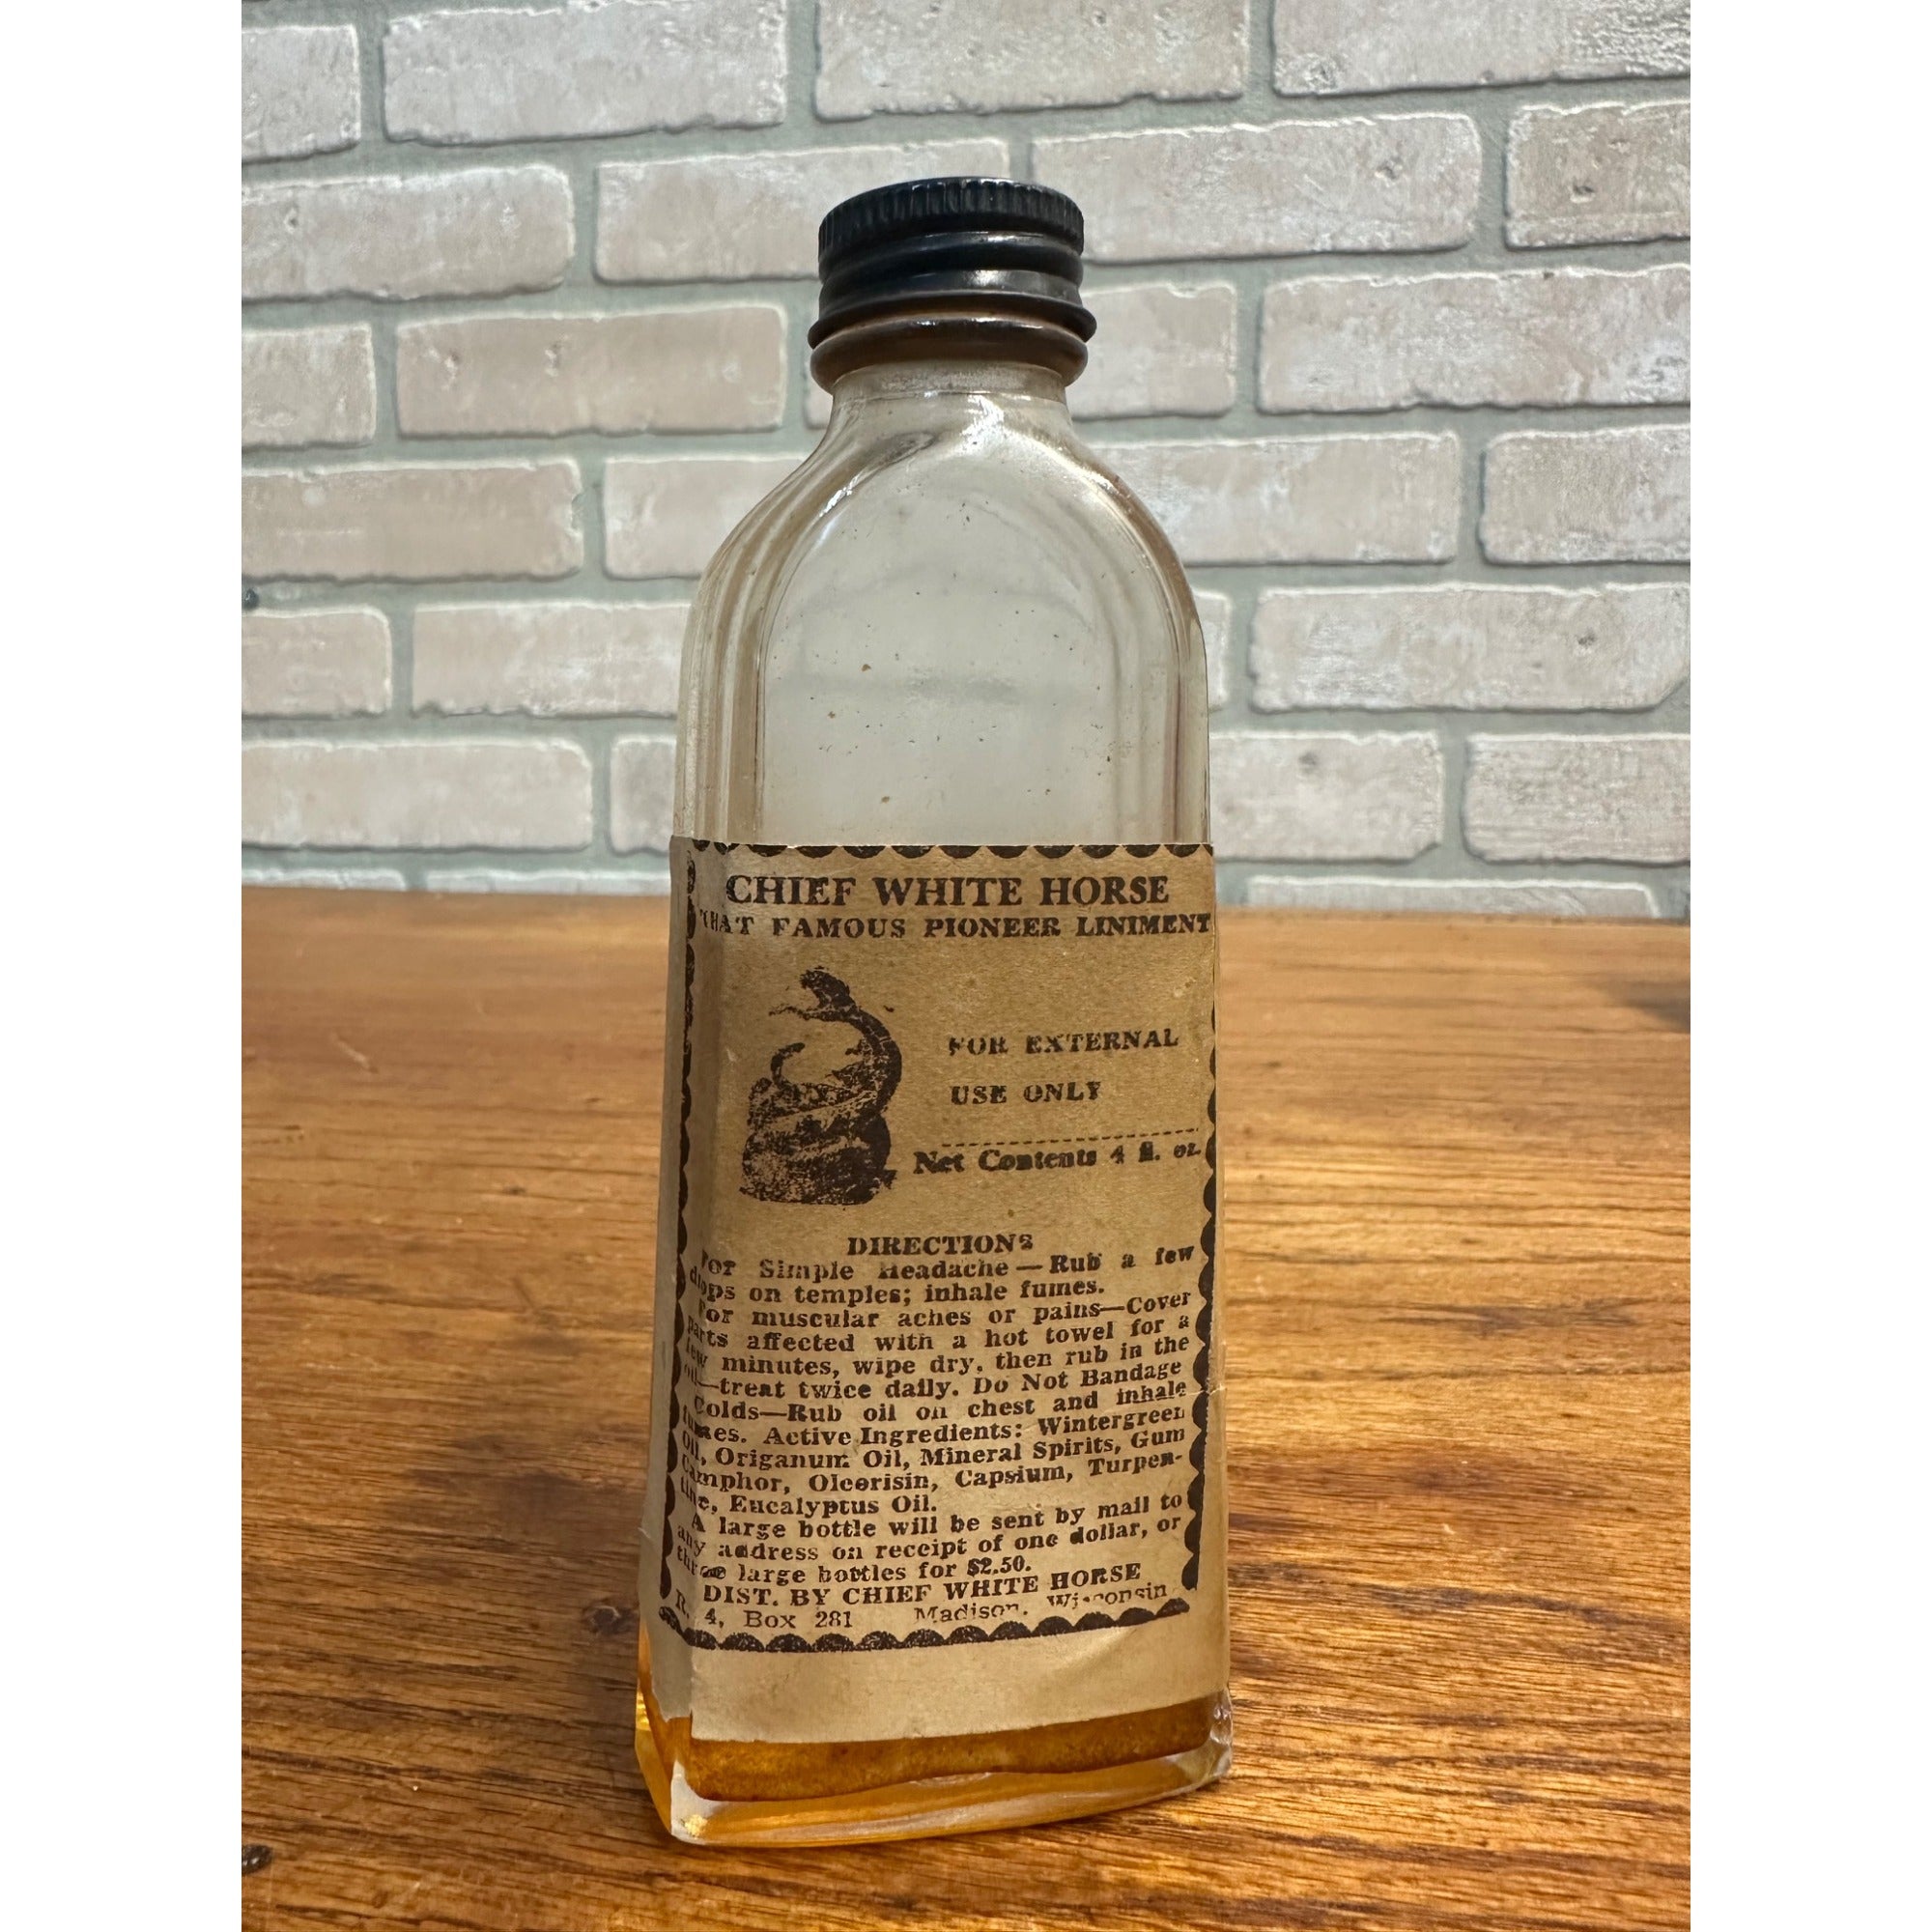 CHIEF WHITE HORSE
THAT FAMOUS PIONEER LINIMENT
FOR EXTERNAL
USE ONLY
Net Contents 4 fl. oz.
DIRECTIONS
For Simple Headache—Rub a few
drops on temples; inhale fumes.
For muscular aches or pains—Cover
parts affected with a hot towel for a
few minutes, wipe dry, then rub in the
oil—treat twice daily. Do Not Bandage
Colds—Rub oil on chest and inhale
fumes. Active Ingredients: Wintergreen
Oil, Origanum Oil, Mineral Spirits, Gum
Camphor, Oleorisin, Capsium, Turpen-
tine, Eucalyptus Oil.
A large bottle will be sent by mail to
any address on receipt of one dollar, or
three large bottles for $2.50.
DIST. BY CHIEF WHITE HORSE
R. 4, Box 281 Madison, Wisconsin